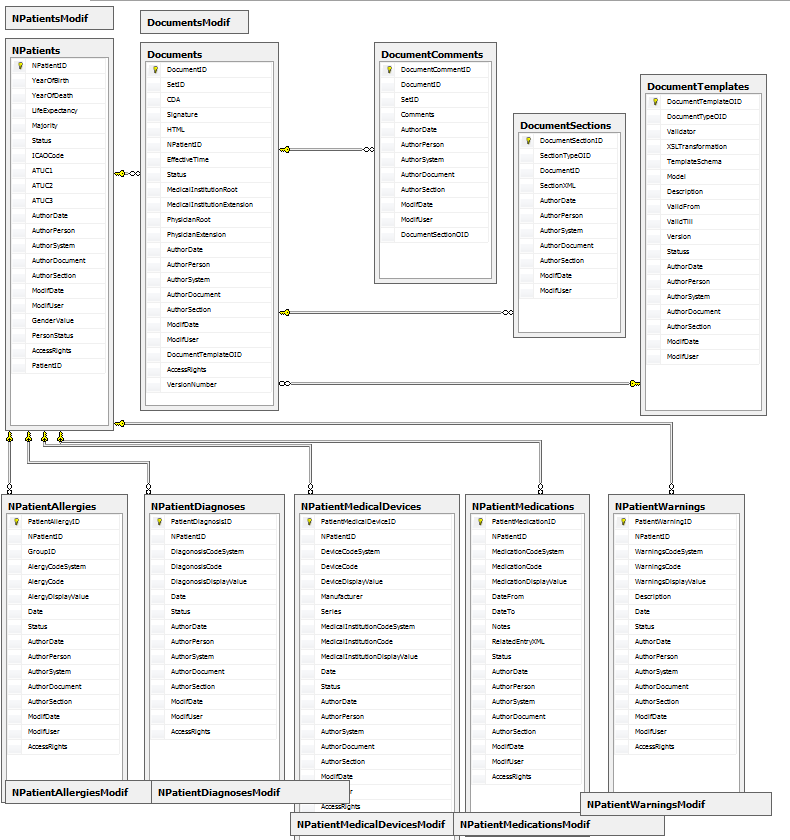 NPatientsModif
DocumentsModif
NPatients
NPatientID
YearOfBirth
YearOfDeath
LifeExpectancy
Majority
Status
ICAOCode
ATUC1
ATUC2
ATUC3
AuthorDate
AuthorPerson
AuthorSystem
AuthorDocument
AuthorSection
ModifDate
ModifUser
GenderValue
PersonStatus
AccessRights
PatientID
Documents
DocumentID
SetID
CDA
Signature
HTML
NPatientID
EffectiveTime
Status
MedicalInstitutionRoot
MedicalInstitutionExtension
PhysicianRoot
PhysicianExtension
AuthorDate
AuthorPerson
AuthorSystem
AuthorDocument
AuthorSection
ModifDate
ModifUser
DocumentTemplateOID
AccessRights
VersionNumber
DocumentComments
DocumentCommentID
DocumentID
SetID
Comments
AuthorDate
AuthorPerson
AuthorSystem
AuthorDocument
AuthorSection
ModifDate
ModifUser
DocumentSectionOID
DocumentSections
DocumentSectionID
SectionTypeOID
DocumentID
SectionXML
AuthorDate
AuthorPerson
AuthorSystem
AuthorDocument
AuthorSection
ModifDate
ModifUser
DocumentTemplates
DocumentTemplateOID
DocumentTypeOID
Validator
XSLTransformation
TemplateSchema
Model
Description
ValidFrom
ValidTill
Version
Statuss
AuthorDate
AuthorPerson
AuthorSystem
AuthorDocument
AuthorSection
ModifDate
ModifUser
NPatientAllergies
PatientAllergyID
NPatientID
GroupID
AlergyCodeSystem
AlergyCode
AlergyDisplayValue
Date
Status
AuthorDate
AuthorPerson
AuthorSystem
AuthorDocument
AuthorSection
ModifDate
ModifUser
AccessRights
NPatientDiagnoses
PatientDiagnosisID
NPatientID
DiagonosisCodeSystem
DiagonosisCode
DiagonosisDisplayValue
Date
Status
AuthorDate
AuthorPerson
AuthorSystem
AuthorDocument
AuthorSection
ModifDate
ModifUser
AccessRights
NPatientMedicalDevices
PatientMedicalDeviceID
NPatientID
DeviceCodeSystem
DeviceCode
DeviceDisplayValue
Manufacturer
Series
MedicalInstitutionCodeSystem
MedicalInstitutionCode
MedicalInstitutionDisplayValue
Date
Status
AuthorDate
AuthorPerson
AuthorSystem
AuthorDocument
AuthorSection
ModifDate
AccessRights
NPatientMedications
PatientMedicationID
NPatientID
MedicationCodeSystem
MedicationCode
MedicationDisplayValue
DateFrom
DateTo
Notes
RelatedEntryXML
Status
AuthorDate
AuthorPerson
AuthorSystem
AuthorDocument
AuthorSection
ModifDate
ModifUser
AccessRights
NPatientWarnings
PatientWarningID
NPatientID
WarningsCodeSystem
WarningsCode
WarningsDisplayValue
Description
Date
Status
AuthorDate
AuthorPerson
AuthorSystem
AuthorDocument
AuthorSection
ModifDate
ModifUser
AccessRights
NPatientAllergiesModif
NPatientDiagnosesModif
NPatientMedicalDevicesModif
NPatientMedicationsModif
NPatientWarningsModif